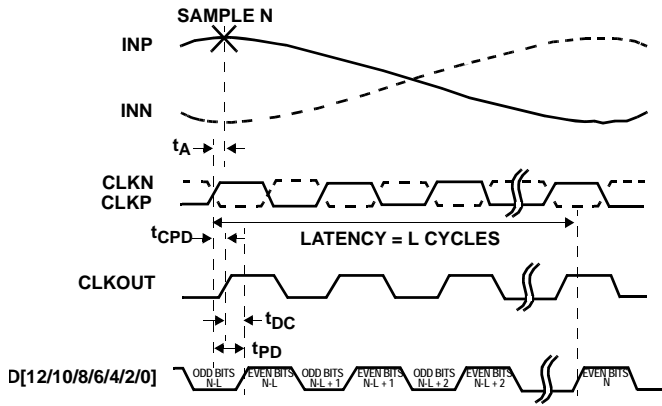 SAMPLE N
INP
INN
tA
CLKN
CLKP
tCPD
LATENCY = L CYCLES
CLKOUT
tDC
tPD
D[12/10/8/6/4/2/0]
ODD BITS N-L
EVEN BITS N-L
ODD BITS N-L + 1
EVEN BITS N-L + 1
ODD BITS N-L + 2
EVEN BITS N-L + 2
EVEN BITS N